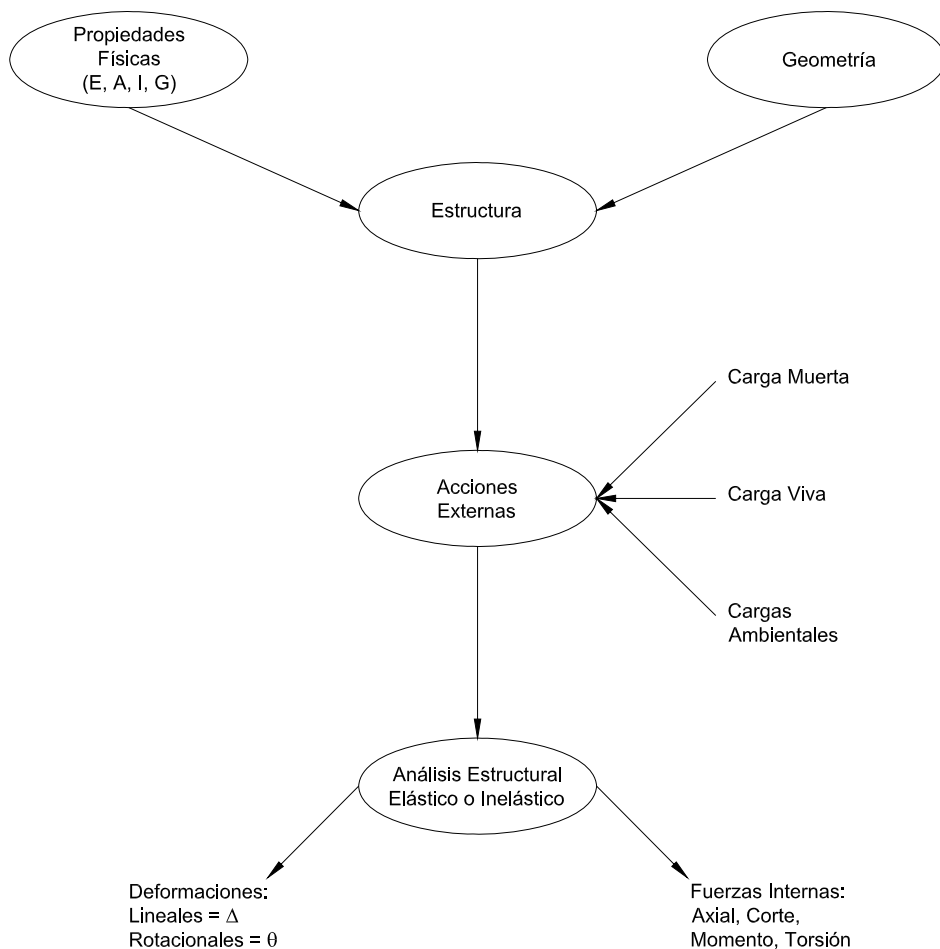 Propiedades
Físicas
(E, A, I, G)
Geometría
Estructura
Carga Muerta
Acciones
Externas
Carga Viva
Cargas
Ambientales
Análisis Estructural
Elástico o Inelástico
Deformaciones:
Lineales = Δ
Rotacionales = θ
Fuerzas Internas:
Axial, Corte,
Momento, Torsión